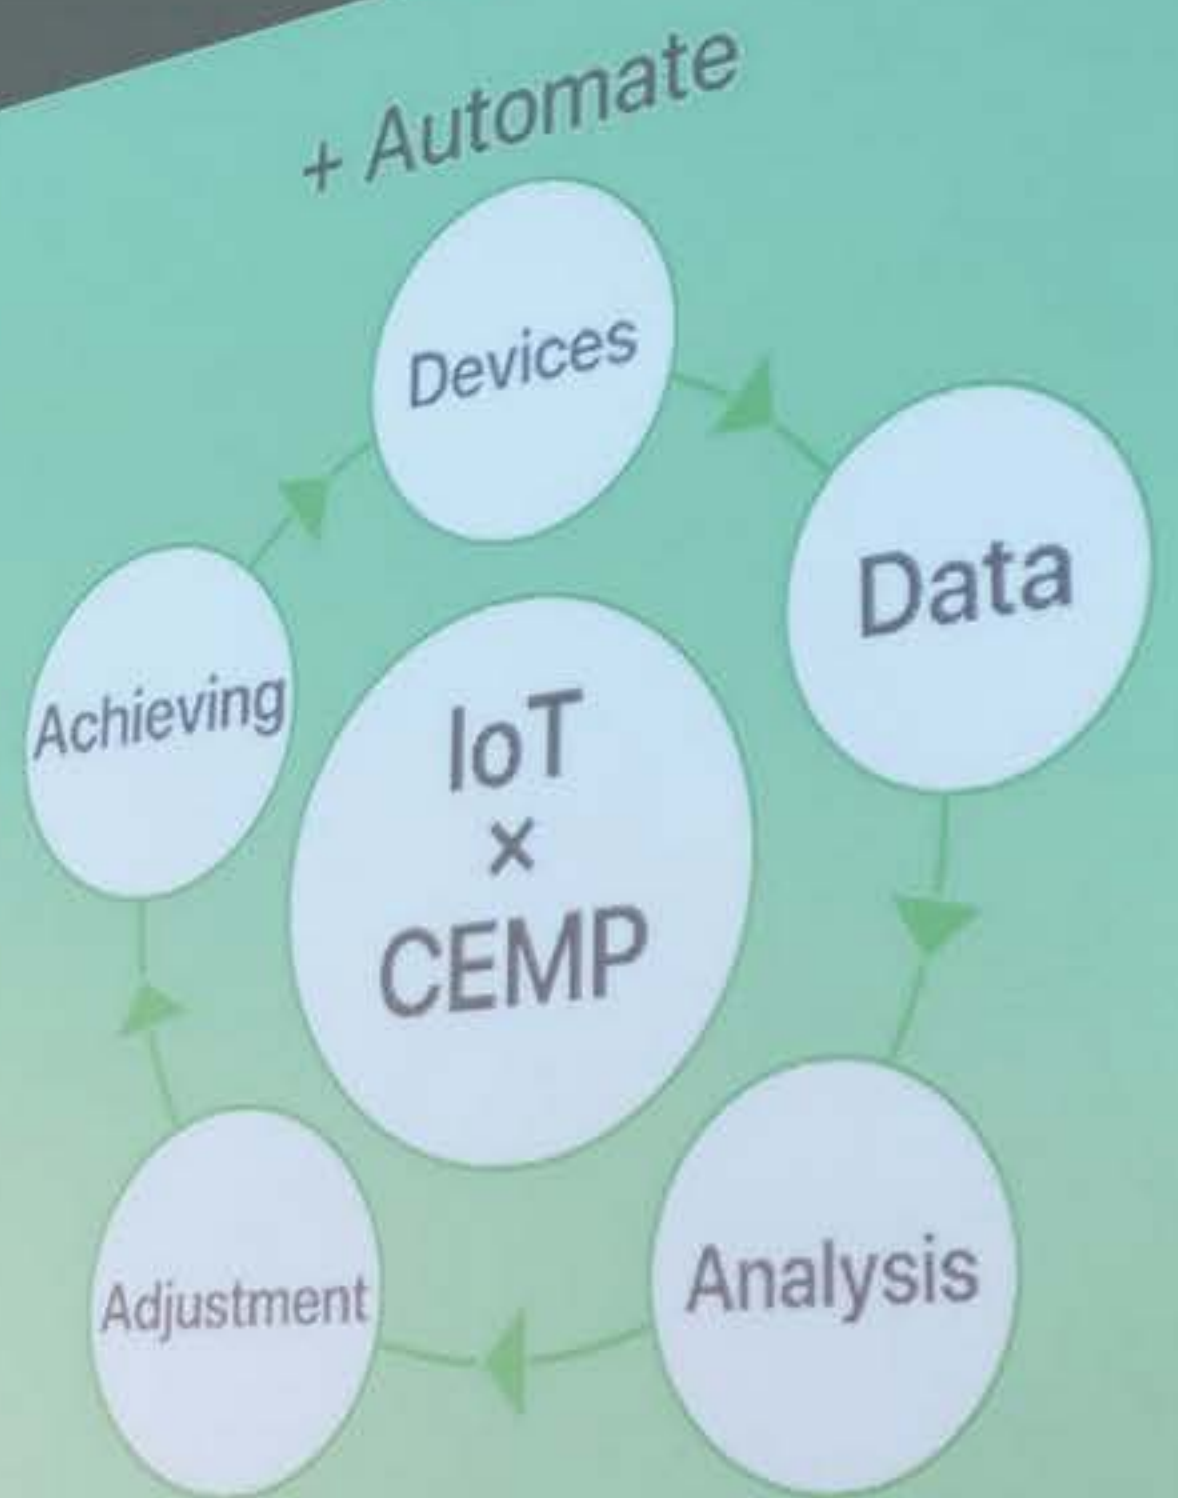 + Automate
Devices
Data
Achieving
IoT
×
CEMP
Analysis
Adjustment